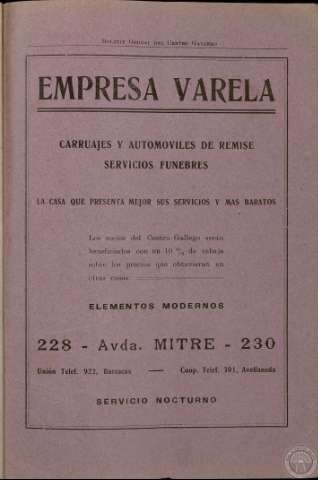 Boletin Oficial del Centro Gallego
EMPRESA VARELA
CARRUAJES Y AUTOMOVILES DE REMISE
SERVICIOS FUNEBRES
LA CASA QUE PRESENTA MEJOR SUS SERVICIOS Y MAS BARATOS
Los socios del Centro Gallego serán
beneficiados con un 10 % de rebaja
sobre los precios que obtuvieran en
otras casas
ELEMENTOS MODERNOS
228 - Avda. MITRE - 230
Unión Telef. 922, Barracas — Coop. Telef. 391, Avellaneda
SERVICIO NOCTURNO